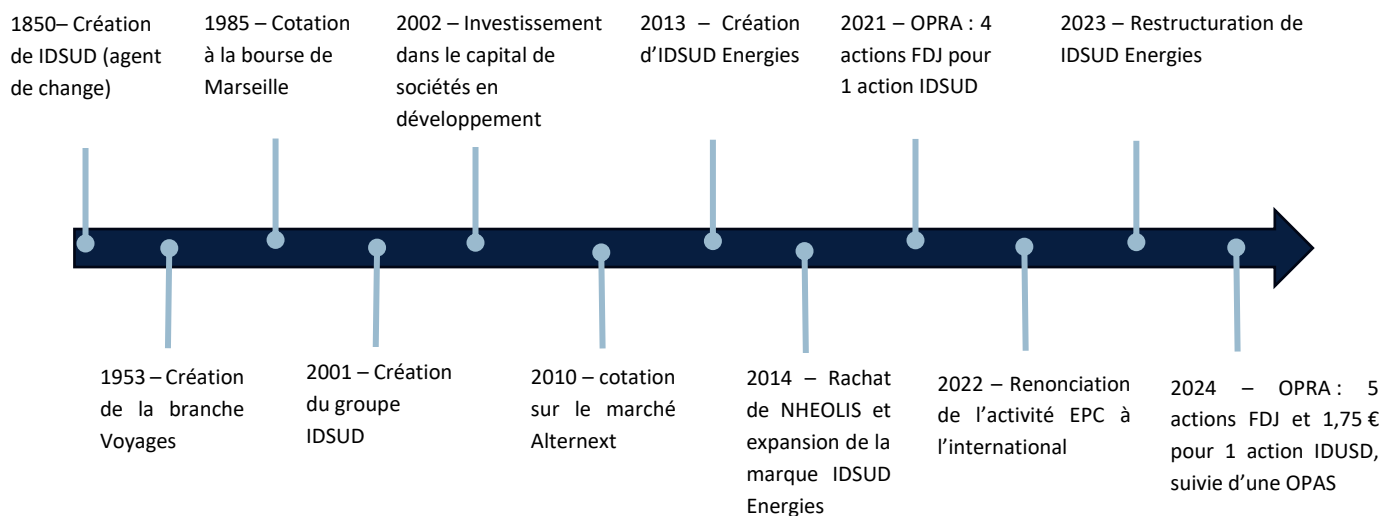 1850– Création
de IDSUD (agent
de change)
1985 – Cotation
à la bourse de
Marseille
2002 – Investissement
dans le capital de
sociétés en
développement
2013 – Création
d’IDSUD Energies
2021 – OPRA : 4
actions FDJ pour
1 action IDSUD
2023 – Restructuration de
IDSUD Energies
1953 – Création
de la branche
Voyages
2001 – Création
du groupe
IDSUD
2010 – cotation
sur le marché
Alternext
2014 – Rachat
de NHEOLIS et
expansion de la
marque IDSUD
Energies
2022 – Renonciation
de l’activité EPC à
l’international
2024 – OPRA : 5
actions FDJ et 1,75 €
pour 1 action IDUSD,
suivie d’une OPAS